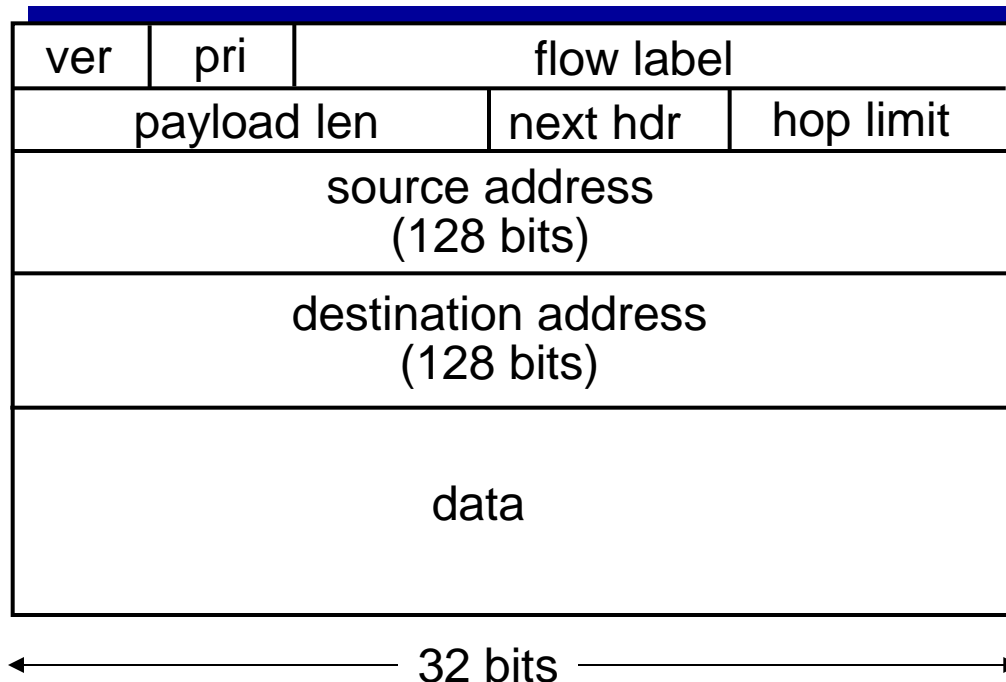 ver pri flow label
payload len next hdr hop limit
source address
(128 bits)
destination address
(128 bits)
data
32 bits